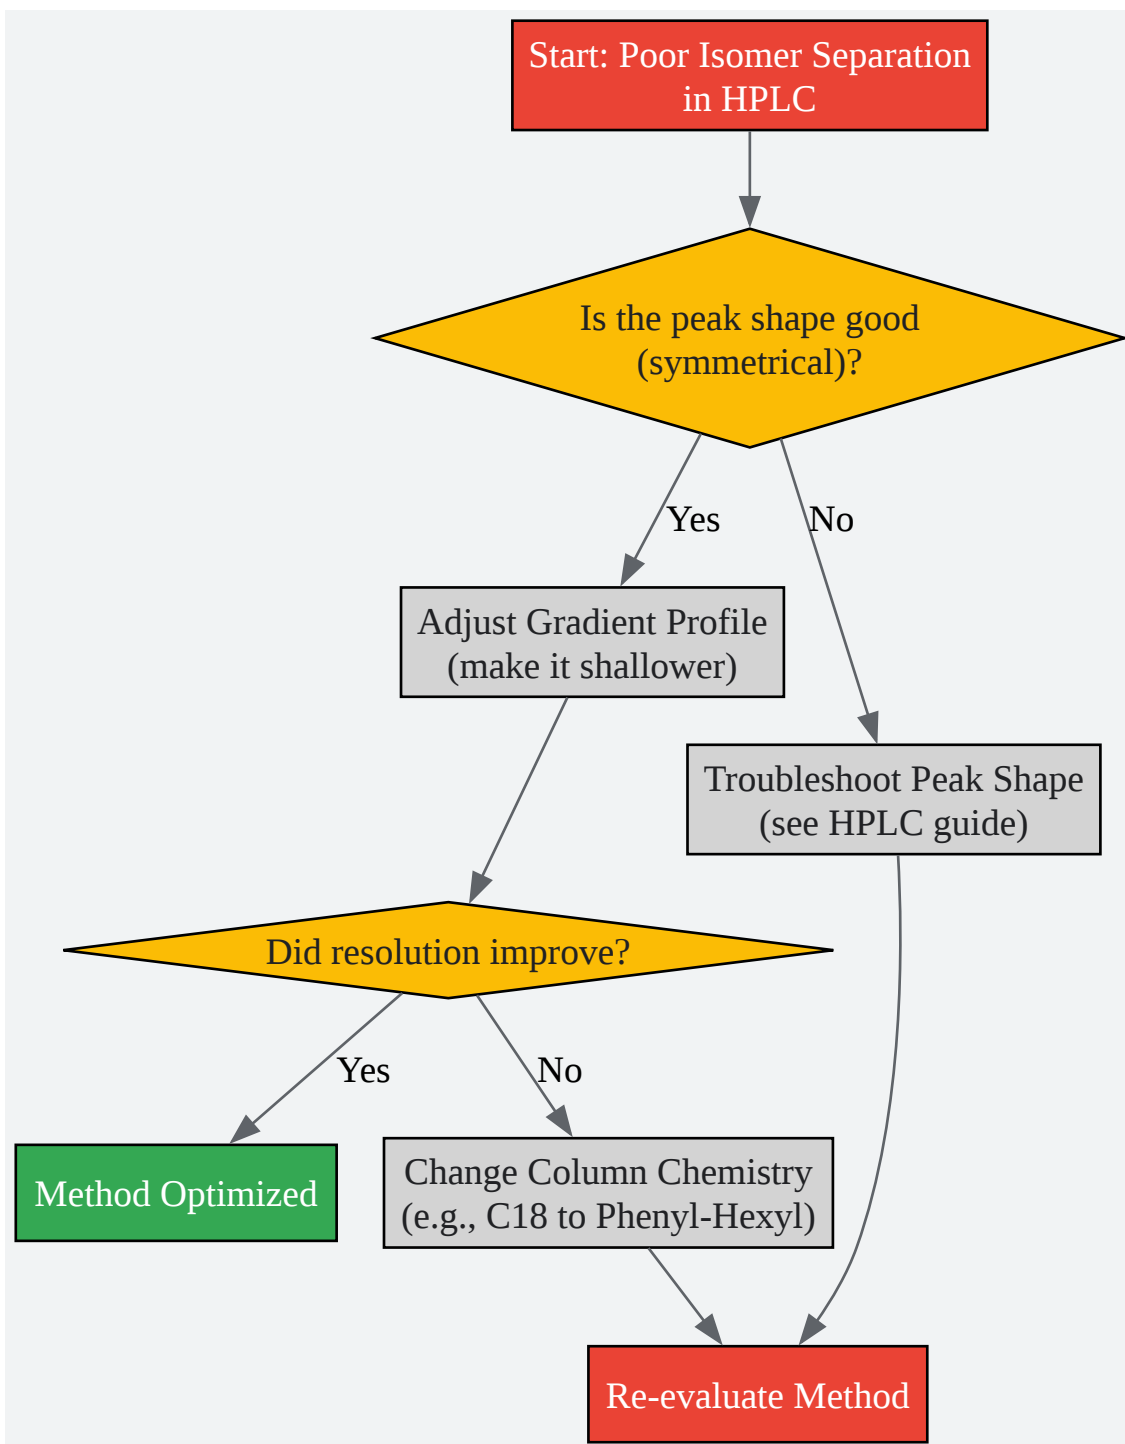 Start: Poor Isomer Separation
in HPLC
Is the peak shape good
(symmetrical)?
Yes
No
Adjust Gradient Profile
(make it shallower)
Troubleshoot Peak Shape
(see HPLC guide)
Did resolution improve?
Yes
No
Method Optimized
Change Column Chemistry
(e.g., C18 to Phenyl-Hexyl)
Re-evaluate Method